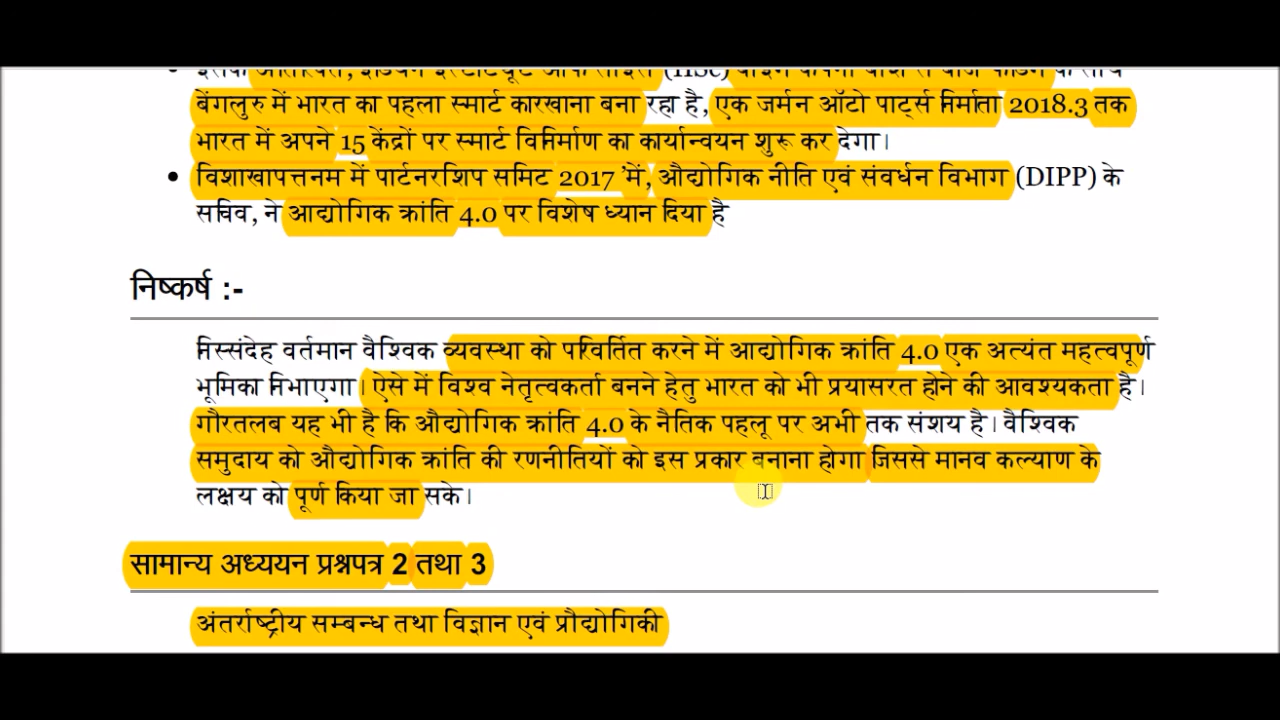 बेंगलुरु में भारत का पहला स्मार्ट कारखाना बना रहा है, एक जर्मन ऑटो पार्ट्स निर्माता 2018.3 तक
भारत में अपने 15 केंद्रों पर स्मार्ट विनिर्माण का कार्यान्वयन शुरू कर देगा।
• विशाखापत्तनम में पार्टनरशिप समिट 2017 'में, औद्योगिक नीति एवं संवर्धन विभाग (DIPP) के
सचिव, ने आद्योगिक क्रांति 4.0 पर विशेष ध्यान दिया है
निष्कर्ष :-
निस्संदेह वर्तमान वैश्विक व्यवस्था को परिवर्तित करने में आद्योगिक क्रांति 4.0 एक अत्यंत महत्वपूर्ण
भूमिका निभाएगा। ऐसे में विश्व नेतृत्वकर्ता बनने हेतु भारत को भी प्रयासरत होने की आवश्यकता है।
गौरतलब यह भी है कि औद्योगिक क्रांति 4.0 के नैतिक पहलू पर अभी तक संशय है। वैश्विक
समुदाय को औद्योगिक क्रांति की रणनीतियों को इस प्रकार बनाना होगा जिससे मानव कल्याण के
लक्षय को पूर्ण किया जा सके।
सामान्य अध्ययन प्रश्नपत्र 2 तथा 3
अंतर्राष्ट्रीय सम्बन्ध तथा विज्ञान एवं प्रौद्योगिकी